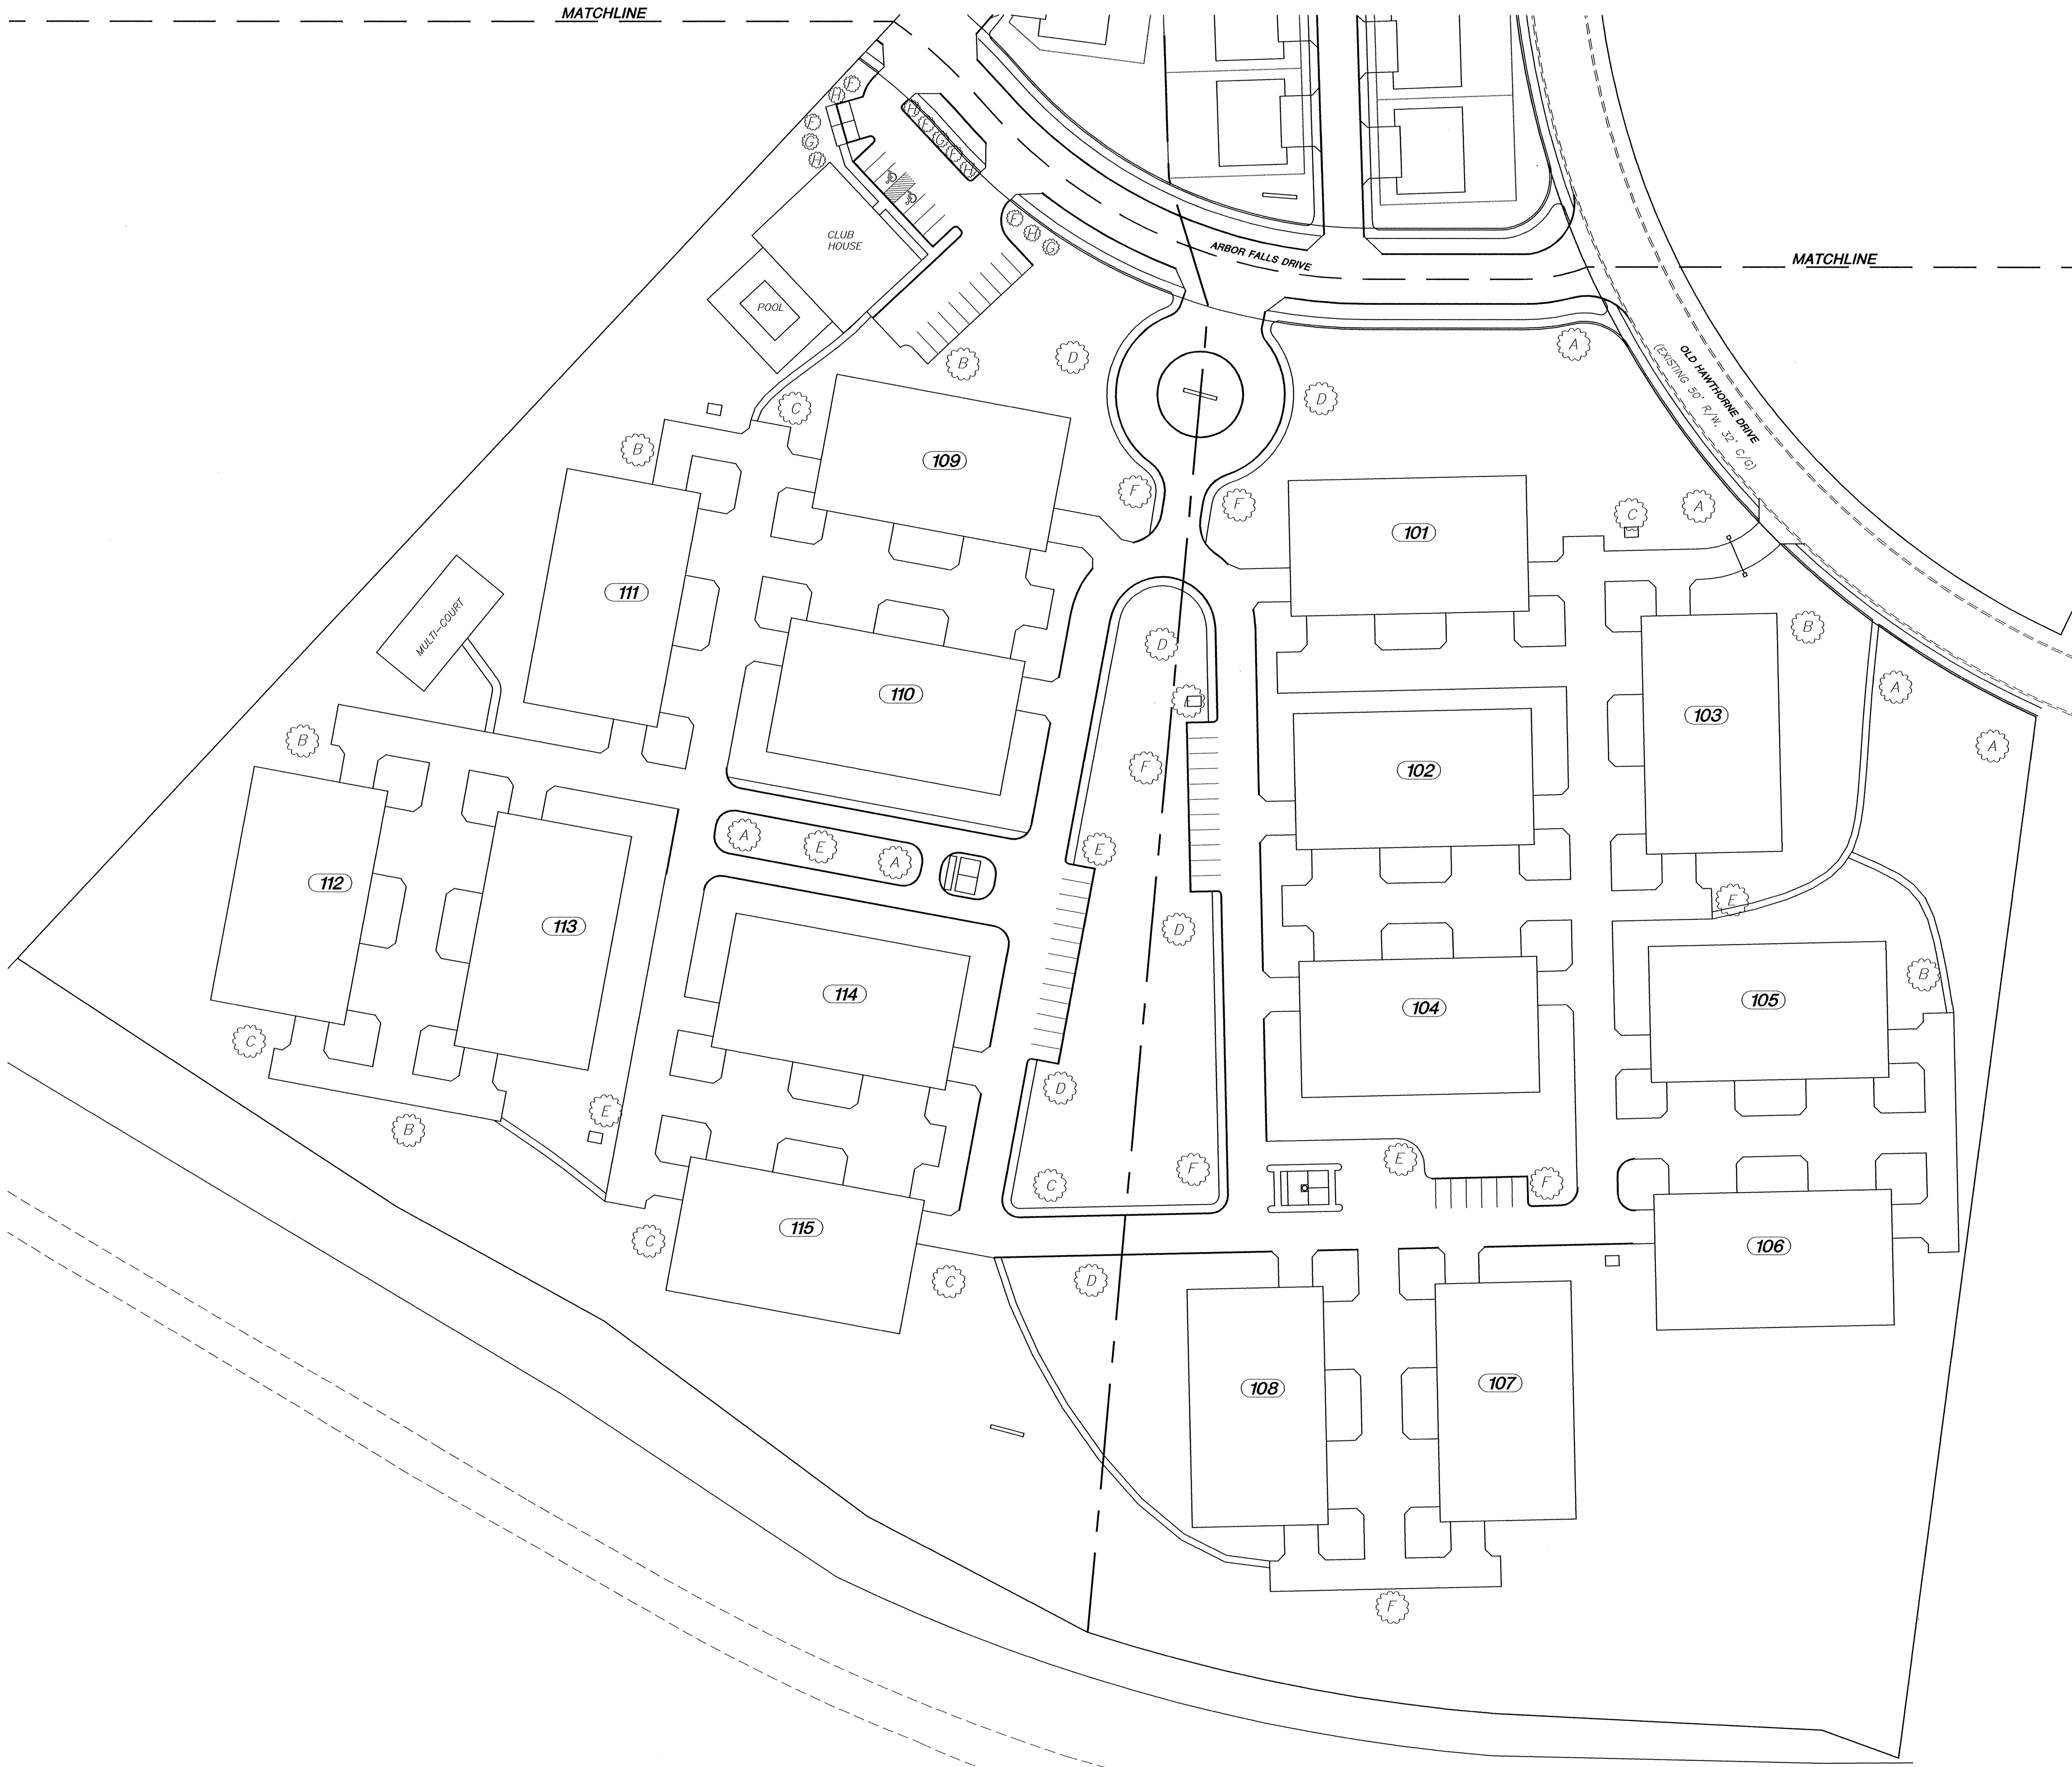 MATCHLINE
F
H
H
F
F
G
G
F
H
H
F
H
G
CLUB
HOUSE
ARBOR FALLS DRIVE
MATCHLINE
POOL
OLD HAWTHORNE DRIVE
(EXISTING 50' R/W, 32' C/G)
A
D
B
D
C
B
109
F
F
C
A
101
111
MULTI-COURT
B
D
A
110
103
B
F
A
102
A
E
A
E
112
E
113
D
B
114
105
104
C
D
E
B
E
F
C
F
115
C
106
C
D
108
107
F